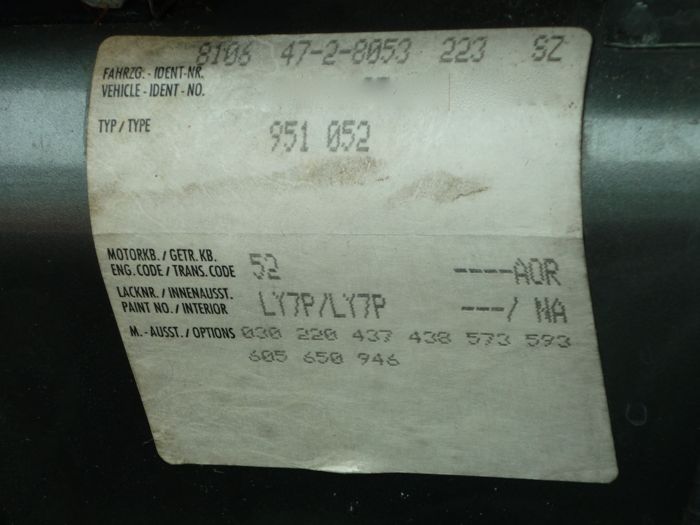 8106 47-2-8053 223 SZ
FAHRZG. - IDENT-NR.
VEHICLE - IDENT - NO.
TYP / TYPE 951 052
MOTORKB. / GETR. KB.
ENG. CODE / TRANS. CODE 52 ----AOR
LACKNR. / INNENAUSST.
PAINT NO. / INTERIOR LY7P/LY7P ---/ NA
M. - AUSST. / OPTIONS 030 220 437 438 573 593
605 650 946